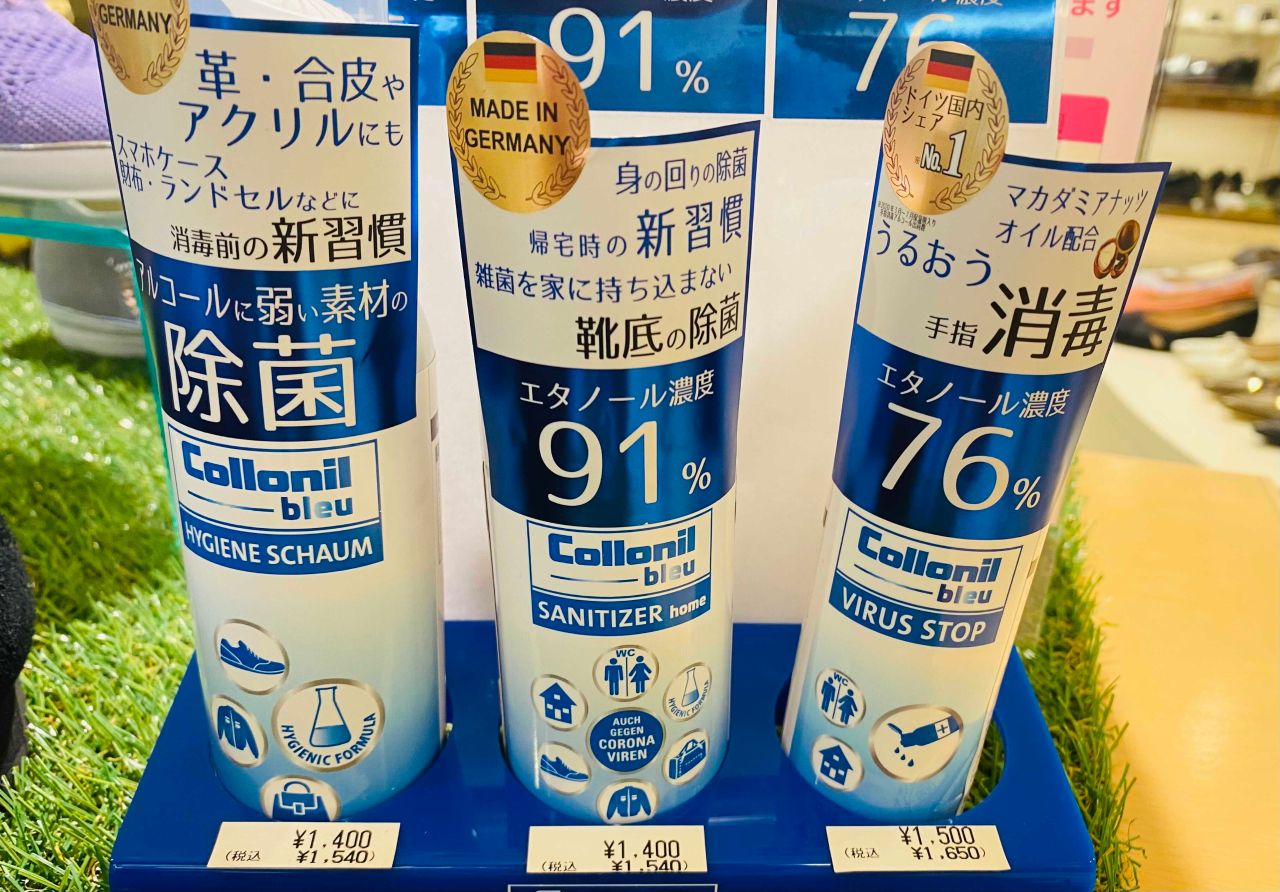 GERMANY
革・合皮や
アクリルにも
スマホケース
財布・ランドセルなどに
消毒前の新習慣
アルコールに弱い素材の
除菌
Collonil
bleu
HYGIENE SCHAUM
HYGIENIC FORMULA
¥1,400
(税込 ¥1,540)
91%
MADE IN
GERMANY
身の回りの除菌
帰宅時の新習慣
雑菌を家に持ち込まない
靴底の除菌
エタノール濃度
91%
Collonil
bleu
SANITIZER home
WC
HYGIENIC FORMULA
AUCH
GEGEN
CORONA
VIREN
¥1,400
(税込 ¥1,540)
76
ます
ドイツ国内
シェア
No.1
マカダミアナッツ
オイル配合
うるおう
手指消毒
エタノール濃度
76%
Collonil
bleu
VIRUS STOP
WC
¥1,500
(税込 ¥1,650)
Collonil